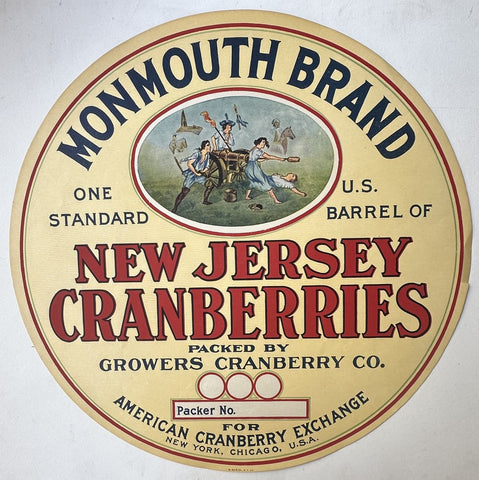 MONMOUTH BRAND
ONE STANDARD
U.S. BARREL OF
NEW JERSEY
CRANBERRIES
PACKED BY
GROWERS CRANBERRY CO.
Packer No.
FOR
AMERICAN CRANBERRY EXCHANGE
NEW YORK, CHICAGO, U.S.A.